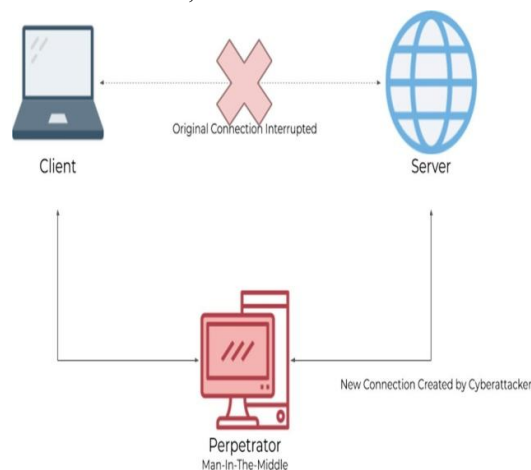 Original Connection Interrupted
Client
Server
New Connection Created by Cyberattacker
Perpetrator
Man-In-The-Middle